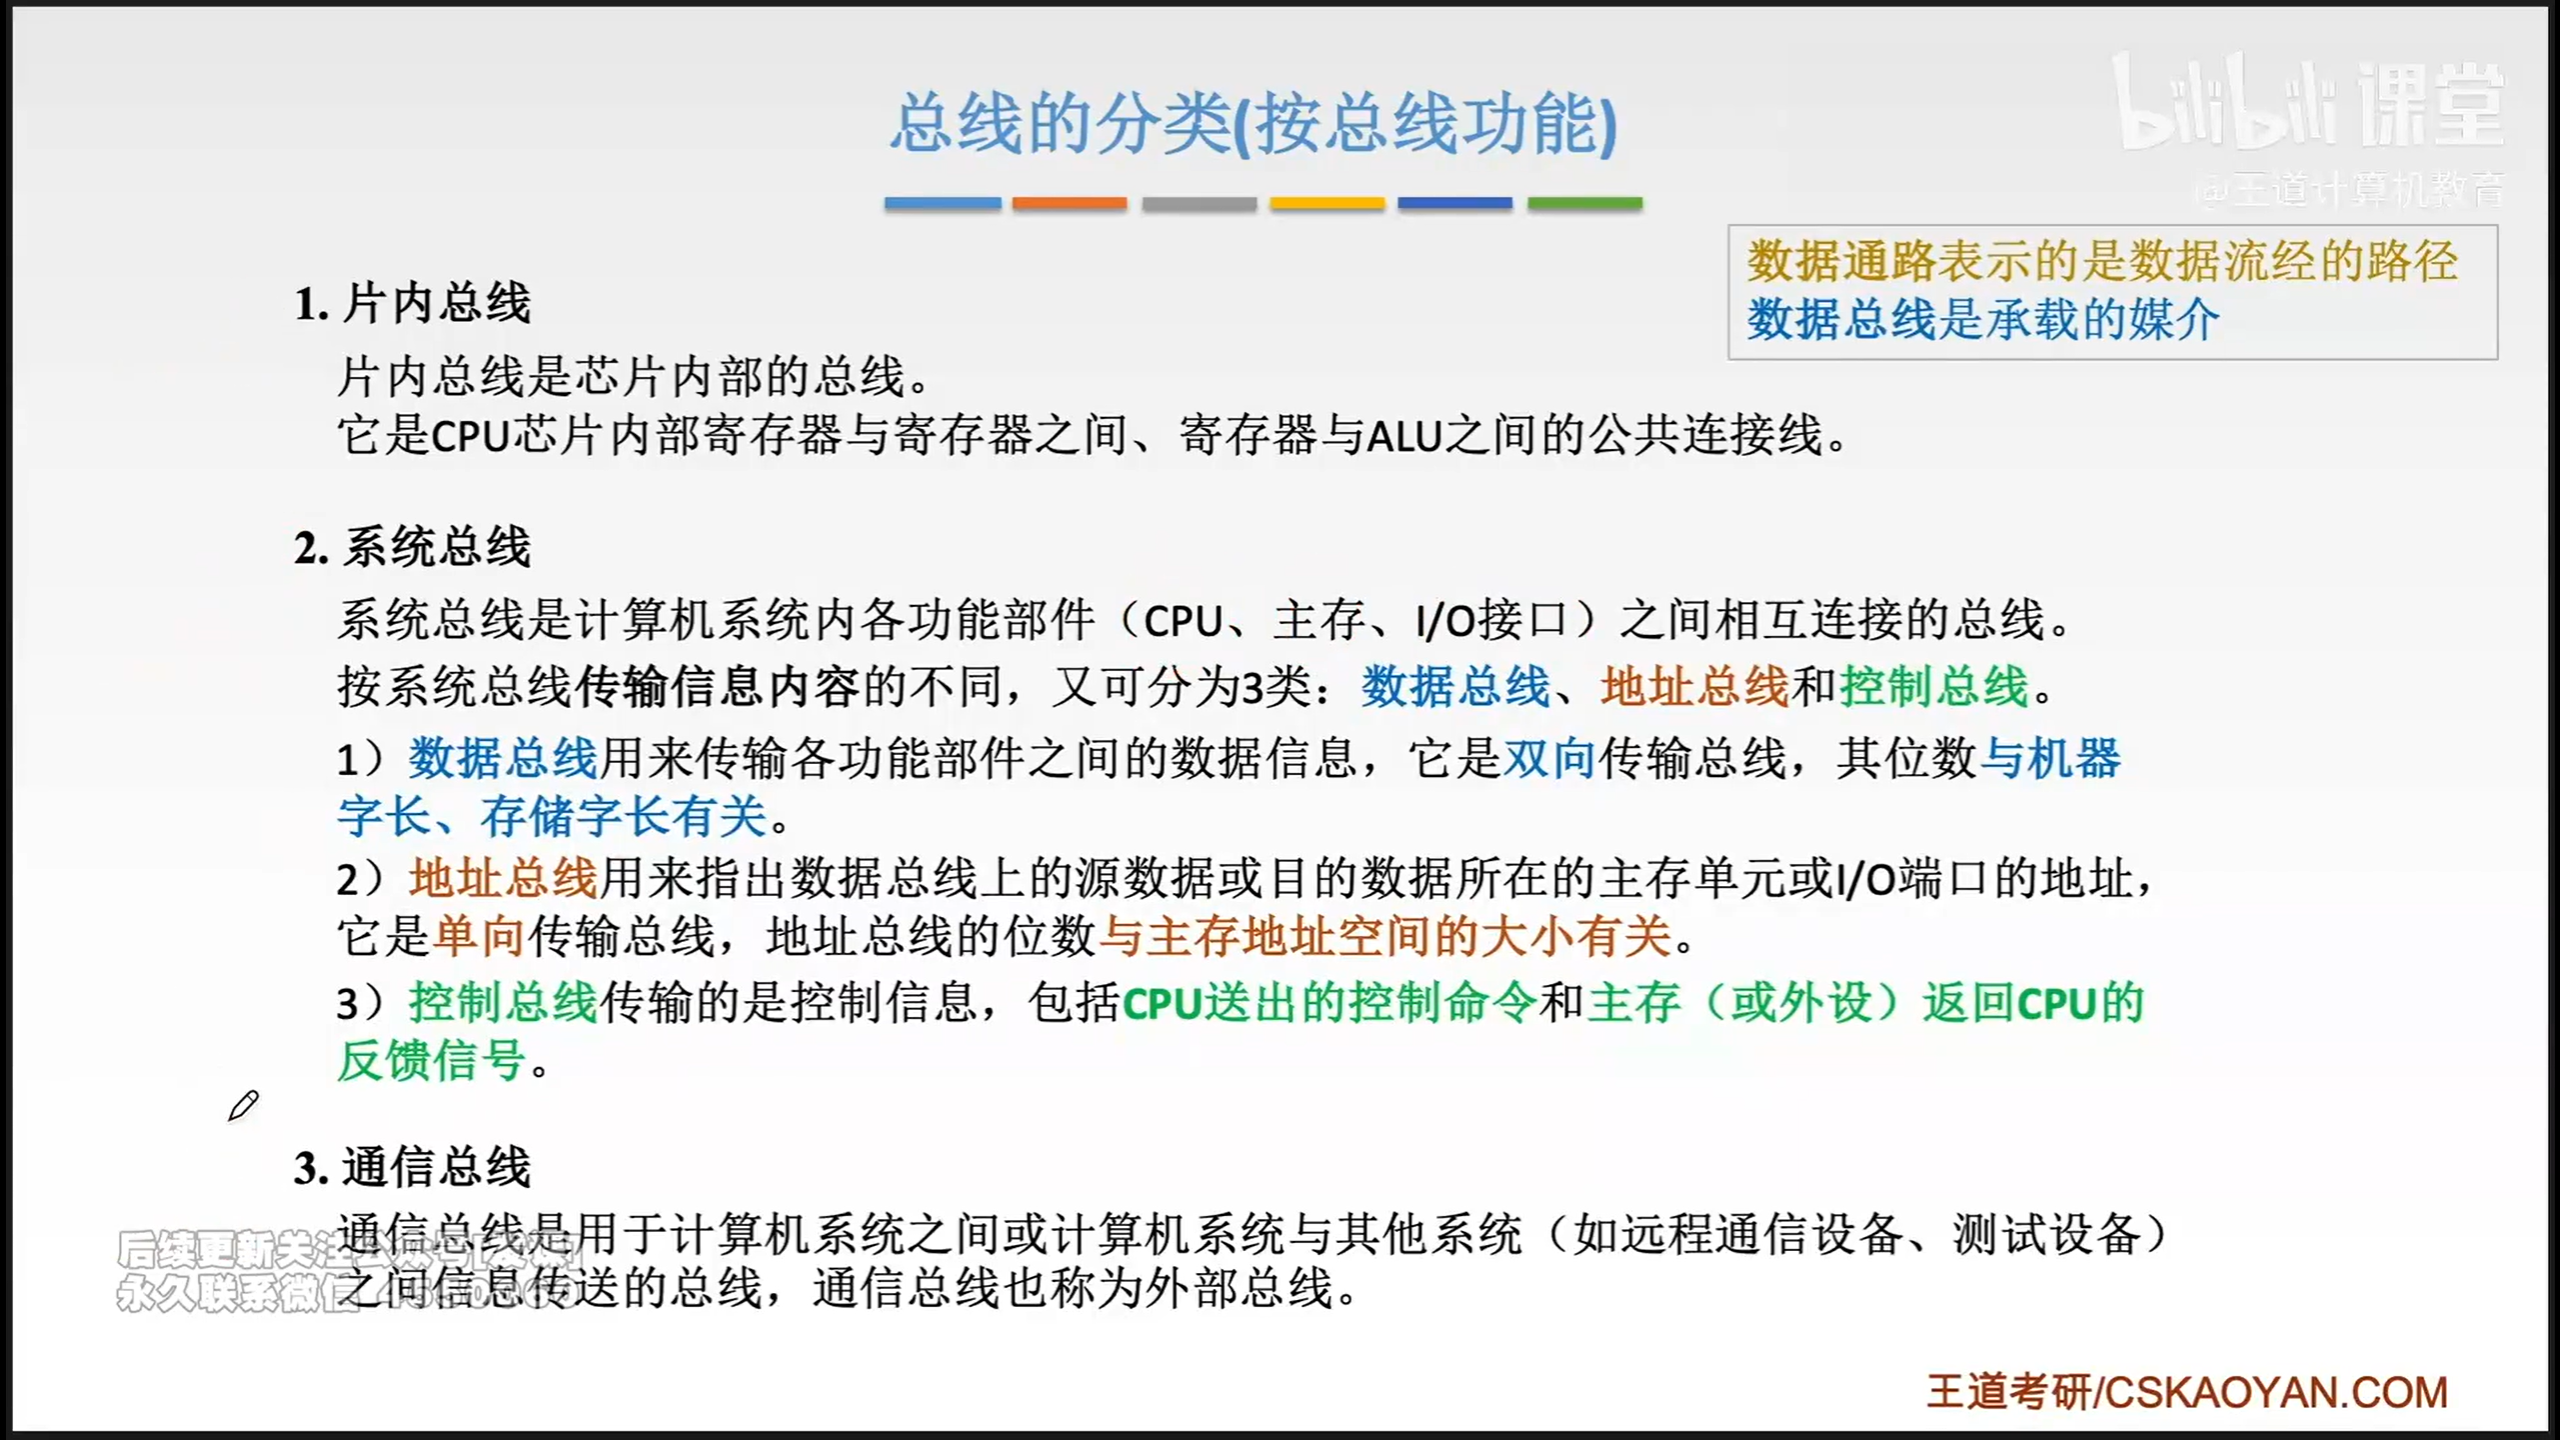 总线的分类(按总线功能)
bilibili 课堂
@王道计算机教育
数据通路表示的是数据流经的路径
数据总线是承载的媒介
1. 片内总线
片内总线是芯片内部的总线。
它是CPU芯片内部寄存器与寄存器之间、寄存器与ALU之间的公共连接线。
2. 系统总线
系统总线是计算机系统内各功能部件（CPU、主存、I/O接口）之间相互连接的总线。
按系统总线传输信息内容的不同，又可分为3类：数据总线、地址总线和控制总线。
1）数据总线用来传输各功能部件之间的数据信息，它是双向传输总线，其位数与机器
字长、存储字长有关。
2）地址总线用来指出数据总线上的源数据或目的数据所在的主存单元或I/O端口的地址，
它是单向传输总线，地址总线的位数与主存地址空间的大小有关。
3）控制总线传输的是控制信息，包括CPU送出的控制命令和主存（或外设）返回CPU的
反馈信号。
3. 通信总线
通信总线是用于计算机系统之间或计算机系统与其他系统（如远程通信设备、测试设备）
之间信息传送的总线，通信总线也称为外部总线。
后续更新关注公众号
永久联系微信
王道考研/CSKAOYAN.COM